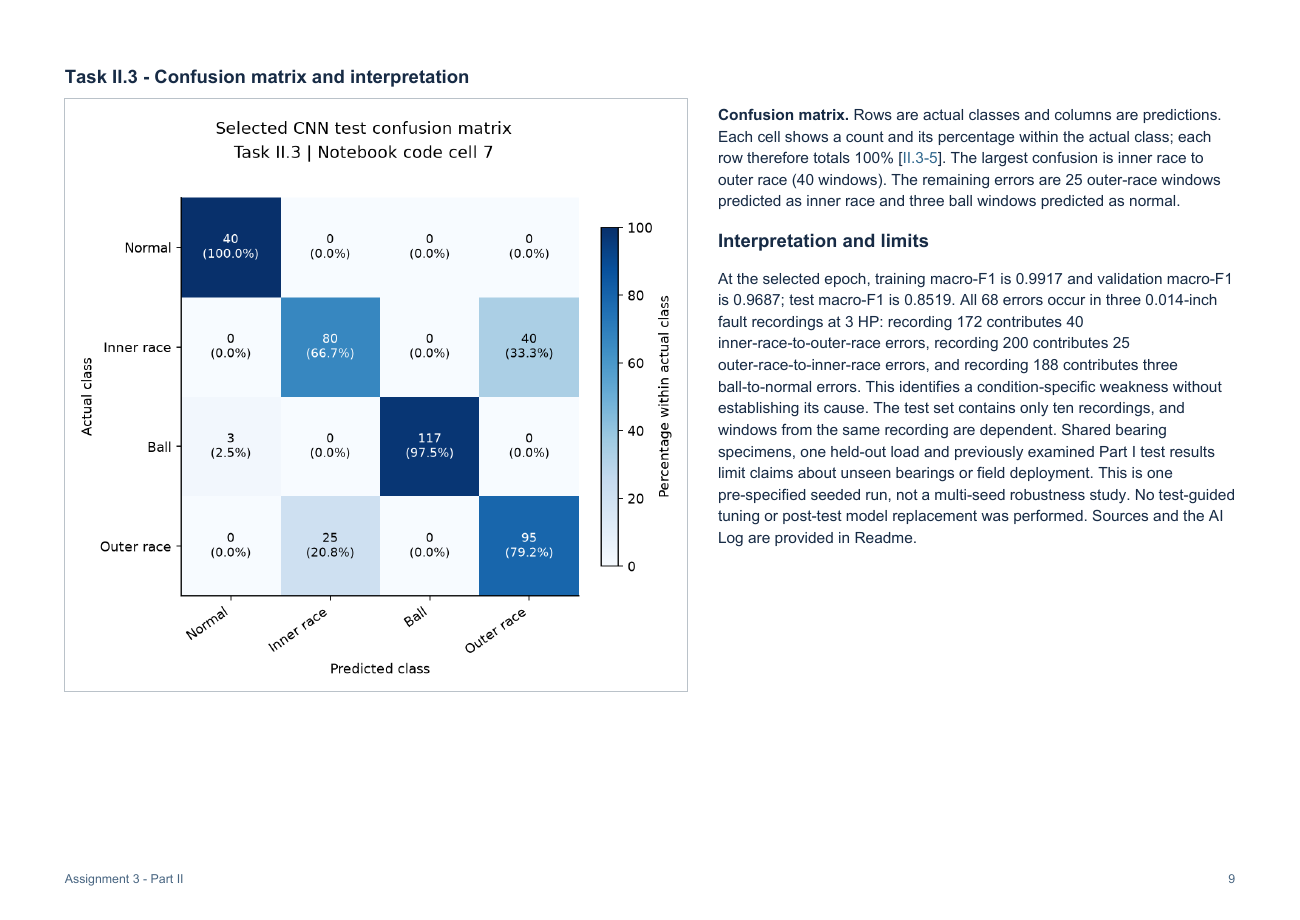 Task II.3 - Confusion matrix and interpretation
Selected CNN test confusion matrix
Task II.3 | Notebook code cell 7
Actual class
Normal
40
(100.0%)
0
(0.0%)
0
(0.0%)
0
(0.0%)
Inner race
0
(0.0%)
80
(66.7%)
0
(0.0%)
40
(33.3%)
Ball
3
(2.5%)
0
(0.0%)
117
(97.5%)
0
(0.0%)
Outer race
0
(0.0%)
25
(20.8%)
0
(0.0%)
95
(79.2%)
Normal
Inner race
Ball
Outer race
Predicted class
100
80
60
40
20
0
Percentage within actual class
Confusion matrix. Rows are actual classes and columns are predictions.
Each cell shows a count and its percentage within the actual class; each
row therefore totals 100% [II.3-5]. The largest confusion is inner race to
outer race (40 windows). The remaining errors are 25 outer-race windows
predicted as inner race and three ball windows predicted as normal.
Interpretation and limits
At the selected epoch, training macro-F1 is 0.9917 and validation macro-F1
is 0.9687; test macro-F1 is 0.8519. All 68 errors occur in three 0.014-inch
fault recordings at 3 HP: recording 172 contributes 40
inner-race-to-outer-race errors, recording 200 contributes 25
outer-race-to-inner-race errors, and recording 188 contributes three
ball-to-normal errors. This identifies a condition-specific weakness without
establishing its cause. The test set contains only ten recordings, and
windows from the same recording are dependent. Shared bearing
specimens, one held-out load and previously examined Part I test results
limit claims about unseen bearings or field deployment. This is one
pre-specified seeded run, not a multi-seed robustness study. No test-guided
tuning or post-test model replacement was performed. Sources and the AI
Log are provided in Readme.
Assignment 3 - Part II
9